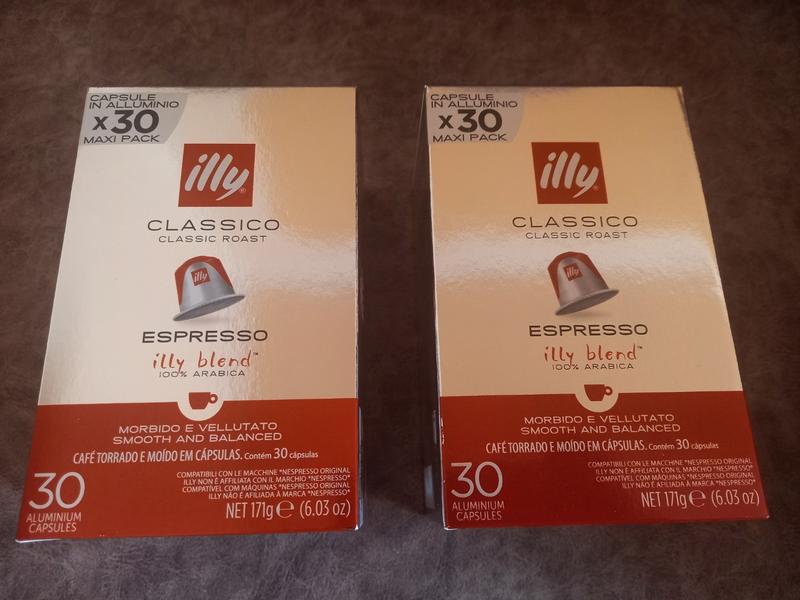 CAPSULE
IN ALLUMINIO
x30
MAXI PACK
illy®
CLASSICO
CLASSIC ROAST
illy
ESPRESSO
illy blend™
100% ARABICA
MORBIDO E VELLUTATO
SMOOTH AND BALANCED
CAFÉ TORRADO E MOÍDO EM CÁPSULAS. Contém 30 cápsulas
COMPATIBILI CON LE MACCHINE *NESPRESSO ORIGINAL
ILLY NON È AFFILIATA CON IL MARCHIO *NESPRESSO*
COMPATÍVEL COM MÁQUINAS *NESPRESSO ORIGINAL
ILLY NÃO É AFILIADA À MARCA *NESPRESSO*
30
ALUMINIUM
CAPSULES
NET 171g℮ (6.03 oz)
CAPSULE
IN ALLUMINIO
x30
MAXI PACK
illy®
CLASSICO
CLASSIC ROAST
illy
ESPRESSO
illy blend™
100% ARABICA
MORBIDO E VELLUTATO
SMOOTH AND BALANCED
CAFÉ TORRADO E MOÍDO EM CÁPSULAS. Contém 30 cápsulas
COMPATIBILI CON LE MACCHINE *NESPRESSO ORIGINAL
ILLY NON È AFFILIATA CON IL MARCHIO *NESPRESSO*
COMPATÍVEL COM MÁQUINAS *NESPRESSO ORIGINAL
ILLY NÃO É AFILIADA À MARCA *NESPRESSO*
30
ALUMINIUM
CAPSULES
NET 171g℮ (6.03 oz)